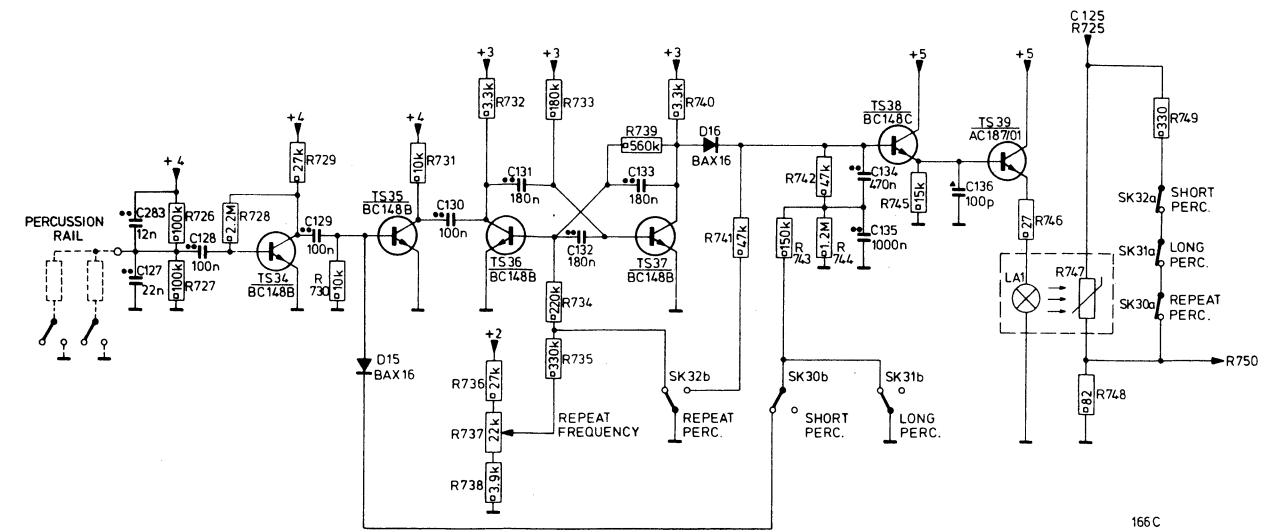 C 125
R725
+3
+3
+3
+5
+5
3.3k
R732
180k
R733
3.3k
R740
TS38
BC148C
TS39
AC187/01
330
R749
+4
+4
R739
560k
D16
BAX16
27k
R729
10k
R731
+4
C131
180n
C133
180n
R742
47k
C134
470n
15k
R745
C136
100p
SK32a
SHORT
PERC.
PERCUSSION
RAIL
C283
12n
100k
R726
2.2M
R728
C129
100n
TS35
BC148B
C130
100n
27
R746
C128
100n
R741
47k
150k
R
743
1.2M
R
744
C135
1000n
SK31a
LONG
PERC.
C127
22n
100k
R727
TS34
BC148B
R
730
10k
TS36
BC148B
C132
180n
TS37
BC148B
LA1
R747
SK30a
REPEAT
PERC.
220k
R734
+2
D15
BAX16
330k
R735
R750
R736
27k
SK32b
SK30b
SK31b
82
R748
R737
22k
REPEAT
FREQUENCY
REPEAT
PERC.
SHORT
PERC.
LONG
PERC.
R738
3.9k
166 C